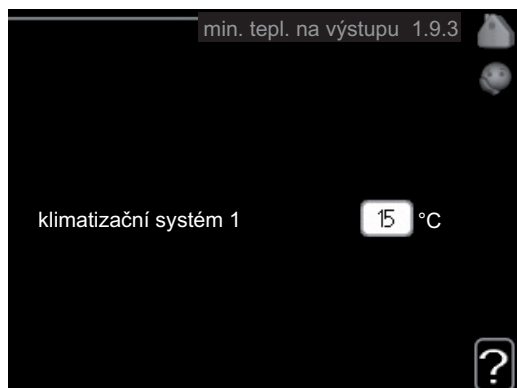 min. tepl. na výstupu 1.9.3
klimatizační systém 1 15 °C
?